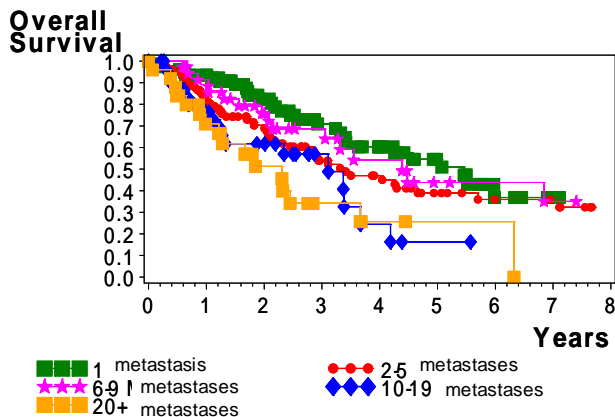 Overall
Survival
1.0
0.9
0.8
0.7
0.6
0.5
0.4
0.3
0.2
0.1
0.0
0 1 2 3 4 5 6 7 8
Years
1 metastasis
2-5 metastases
6-9 M metastases
10-19 metastases
20+ metastases